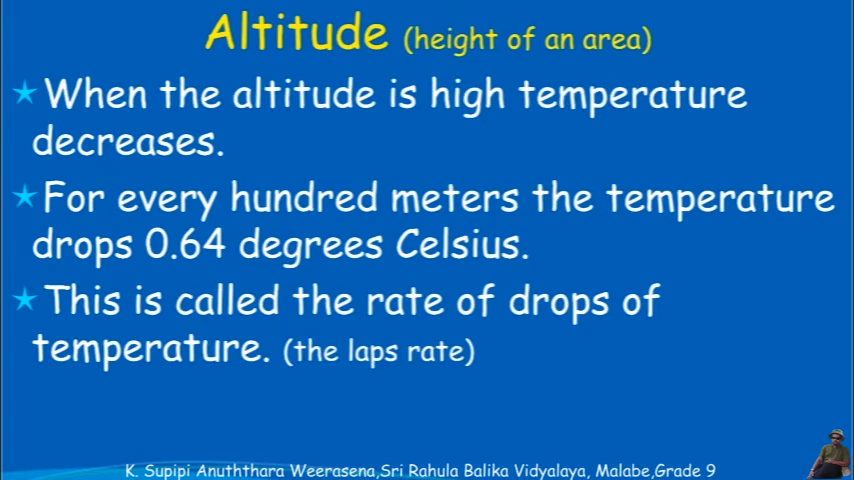 Altitude (height of an area)
When the altitude is high temperature
decreases.
For every hundred meters the temperature
drops 0.64 degrees Celsius.
This is called the rate of drops of
temperature. (the laps rate)
K. Supipi Anuththara Weerasena,Sri Rahula Balika Vidyalaya, Malabe,Grade 9